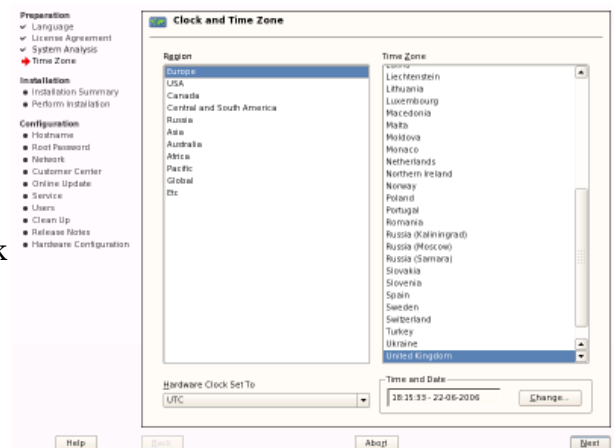 Preparation
Language
License Agreement
System Analysis
Time Zone
Installation
Installation Summary
Perform Installation
Configuration
Hostname
Root Password
Network
Customer Center
Online Update
Service
Users
Clean Up
Release Notes
Hardware Configuration
k
Clock and Time Zone
Region
Europe
USA
Canada
Central and South America
Russia
Asia
Australia
Africa
Pacific
Global
Etc
Time Zone
Liechtenstein
Lithuania
Luxembourg
Macedonia
Malta
Moldova
Monaco
Netherlands
Northern Ireland
Norway
Poland
Portugal
Romania
Russia (Kaliningrad)
Russia (Moscow)
Russia (Samara)
Slovakia
Slovenia
Spain
Sweden
Switzerland
Turkey
Ukraine
United Kingdom
Hardware Clock Set To
UTC
Time and Date
18:15:33 - 22-06-2006
Change...
Help
Back
Abort
Next